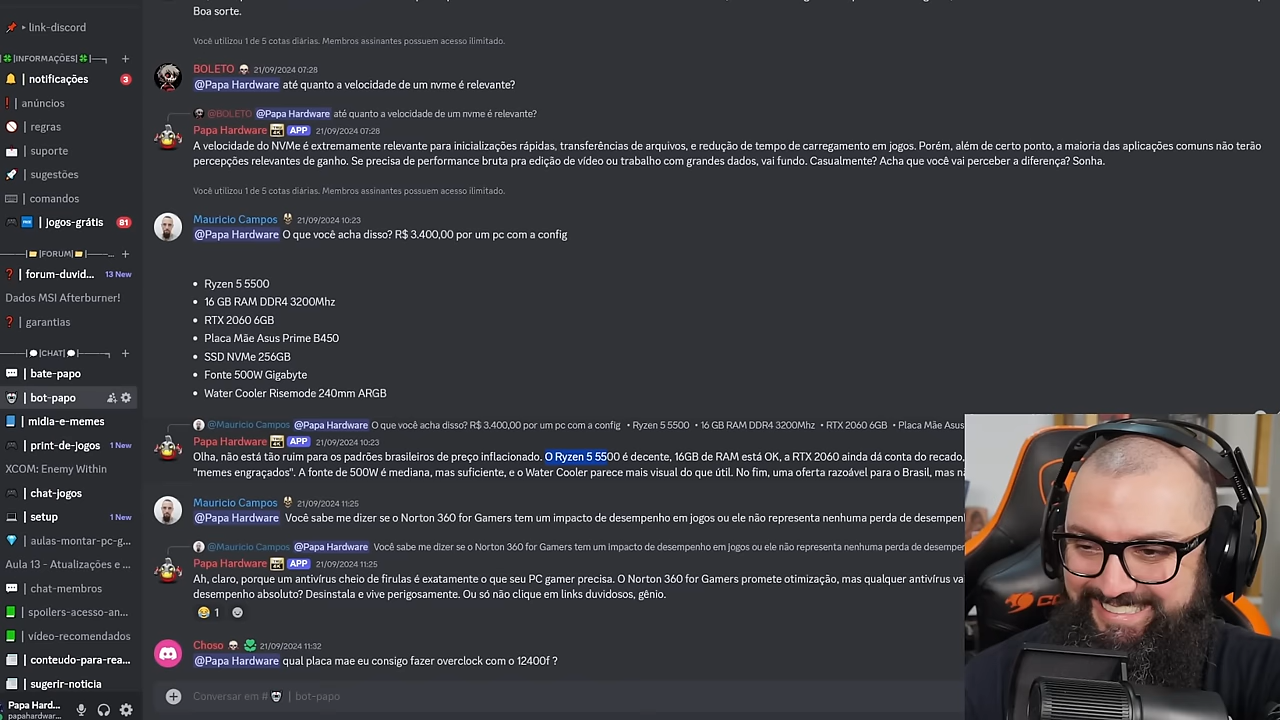 Boa sorte.
link-discord
Você utilizou 1 de 5 cotas diárias. Membros assinantes possuem acesso ilimitado.
|INFORMAÇÕES|
| notificações 3
| anúncios
| regras
| suporte
| sugestões
| comandos
| jogos-grátis 81
|FORUM|
| forum-duvid... 13 New
Dados MSI Afterburner!
| garantias
|CHAT|
| bate-papo
| bot-papo
| midia-e-memes
| print-de-jogos 1 New
XCOM: Enemy Within
| chat-jogos
| setup 1 New
| aulas-montar-pc-g...
Aula 13 - Atualizações e ...
| chat-membros
| spoilers-acesso-an...
| vídeo-recomendados
| conteudo-para-rea...
| sugerir-noticia
Papa Hard...
papahardwar...
BOLETO 21/09/2024 07:28
@Papa Hardware até quanto a velocidade de um nvme é relevante?
@BOLETO @Papa Hardware até quanto a velocidade de um nvme é relevante?
Papa Hardware APP 21/09/2024 07:28
A velocidade do NVMe é extremamente relevante para inicializações rápidas, transferências de arquivos, e redução de tempo de carregamento em jogos. Porém, além de certo ponto, a maioria das aplicações comuns não terão
percepções relevantes de ganho. Se precisa de performance bruta pra edição de vídeo ou trabalho com grandes dados, vai fundo. Casualmente? Acha que você vai perceber a diferença? Sonha.
Você utilizou 1 de 5 cotas diárias. Membros assinantes possuem acesso ilimitado.
Mauricio Campos 21/09/2024 10:23
@Papa Hardware O que você acha disso? R$ 3.400,00 por um pc com a config
• Ryzen 5 5500
• 16 GB RAM DDR4 3200Mhz
• RTX 2060 6GB
• Placa Mãe Asus Prime B450
• SSD NVMe 256GB
• Fonte 500W Gigabyte
• Water Cooler Risemode 240mm ARGB
@Mauricio Campos @Papa Hardware O que você acha disso? R$ 3.400,00 por um pc com a config • Ryzen 5 5500 • 16 GB RAM DDR4 3200Mhz • RTX 2060 6GB • Placa Mãe Asus
Papa Hardware APP 21/09/2024 10:23
Olha, não está tão ruim para os padrões brasileiros de preço inflacionado. O Ryzen 5 5500 é decente, 16GB de RAM está OK, a RTX 2060 ainda dá conta do recado,
"memes engraçados". A fonte de 500W é mediana, mas suficiente, e o Water Cooler parece mais visual do que útil. No fim, uma oferta razoável para o Brasil, mas
Mauricio Campos 21/09/2024 11:25
@Papa Hardware Você sabe me dizer se o Norton 360 for Gamers tem um impacto de desempenho em jogos ou ele não representa nenhuma perda de
@Mauricio Campos @Papa Hardware Você sabe me dizer se o Norton 360 for Gamers tem um impacto de desempenho em jogos ou ele não representa nenhuma perda de
Papa Hardware APP 21/09/2024 11:25
Ah, claro, porque um antivírus cheio de firulas é exatamente o que seu PC gamer precisa. O Norton 360 for Gamers promete otimização, mas qualquer antivírus
desempenho absoluto? Desinstala e vive perigosamente. Ou só não clique em links duvidosos, gênio.
1
Choso 21/09/2024 11:32
@Papa Hardware qual placa mae eu consigo fazer overclock com o 12400f ?
Conversar em # | bot-papo